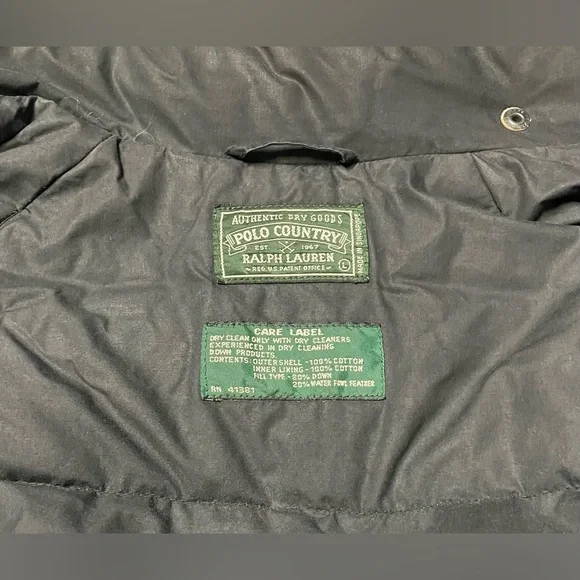 AUTHENTIC DRY GOODS
POLO COUNTRY
EST. 1967
RALPH LAUREN
REG. U.S. PATENT OFFICE
L
MADE IN SINGAPORE
CARE LABEL
DRY CLEAN ONLY WITH DRY CLEANERS
EXPERIENCED IN DRY CLEANING
DOWN PRODUCTS.
CONTENTS: OUTERSHELL - 100% COTTON
INNER LINING - 100% COTTON
FILL TYPE - 80% DOWN
20% WATER FOWL FEATHER
RN 41381